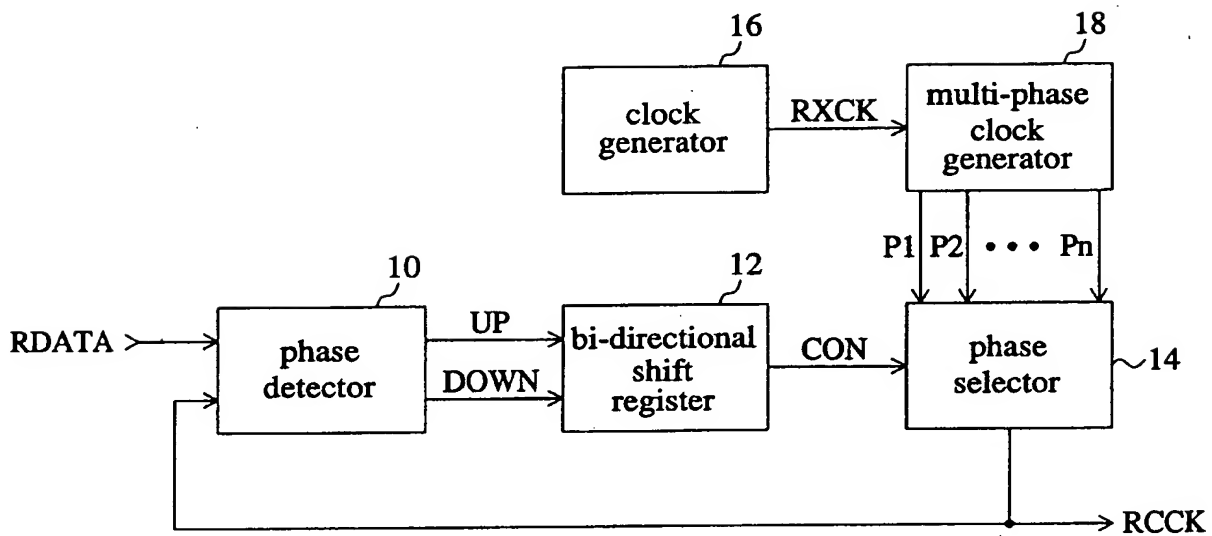 16
18
clock
generator
RXCK
multi-phase
clock
generator
P1 P2 • • • Pn
10
12
RDATA
phase
detector
UP
DOWN
bi-directional
shift
register
CON
phase
selector
14
RCCK